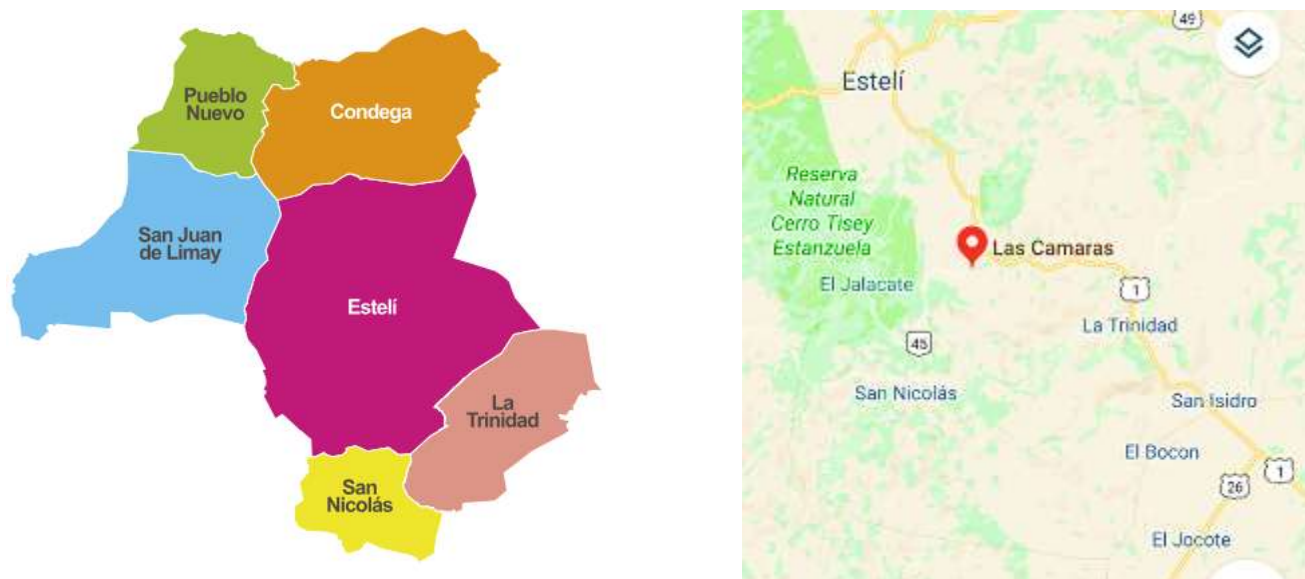 Pueblo
Nuevo
Condega
San Juan
de Limay
Estelí
La
Trinidad
San
Nicolás
49
Estelí
Reserva
Natural
Cerro Tisey
Estanzuela
Las Camaras
El Jalacate
1
La Trinidad
45
San Nicolás
San Isidro
El Bocon
1
26
El Jocote